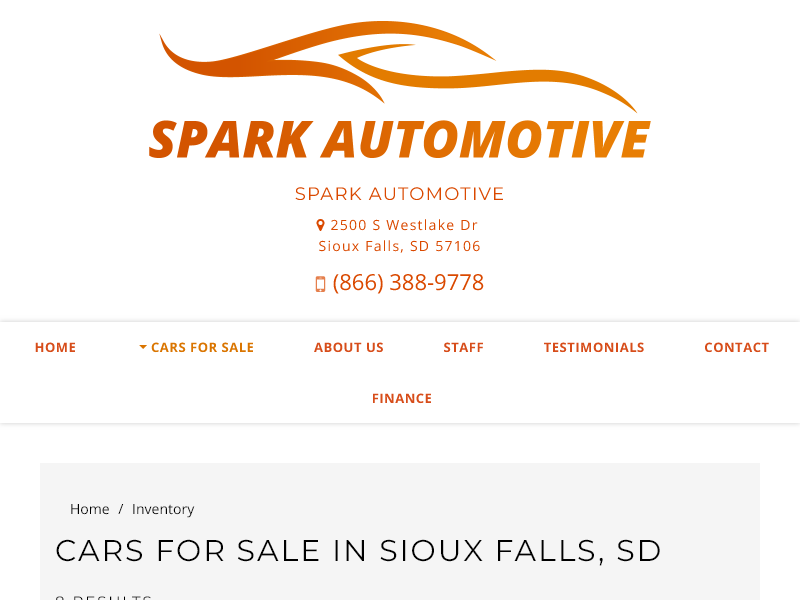 SPARK AUTOMOTIVE
SPARK AUTOMOTIVE
2500 S Westlake Dr
Sioux Falls, SD 57106
(866) 388-9778
HOME CARS FOR SALE ABOUT US STAFF TESTIMONIALS CONTACT
FINANCE
Home / Inventory
CARS FOR SALE IN SIOUX FALLS, SD
RESULTS